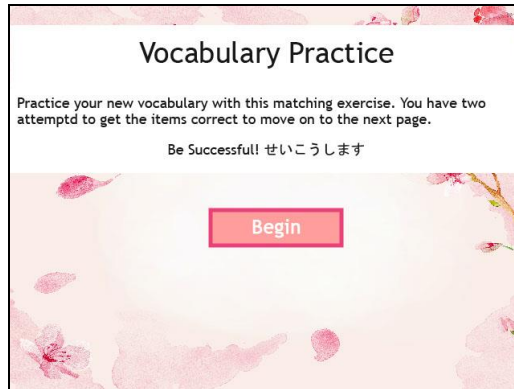 Vocabulary Practice
Practice your new vocabulary with this matching exercise. You have two
attemptd to get the items correct to move on to the next page.
Be Successful! せいこうします
Begin